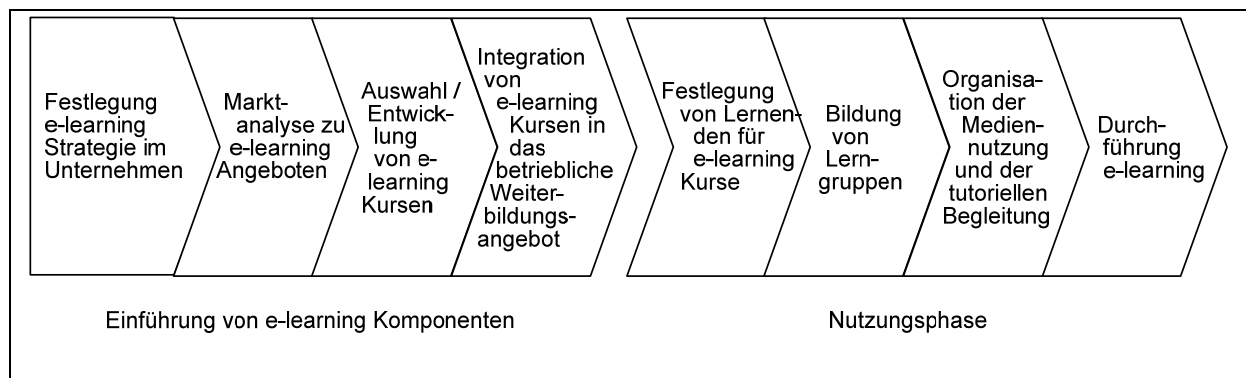 Festlegung
e-learning
Strategie im
Unternehmen
Markt-
analyse zu
e-learning
Angeboten
Auswahl /
Entwick-
lung
von e-
learning
Kursen
Integration
von
e-learning
Kursen in
das
betriebliche
Weiter-
bildungs-
angebot
Festlegung
von Lernen-
den für
e-learning
Kurse
Bildung
von
Lern-
gruppen
Organisa-
tion der
Medien-
nutzung
und der
tutoriellen
Begleitung
Durch-
führung
e-learning
Einführung von e-learning Komponenten
Nutzungsphase